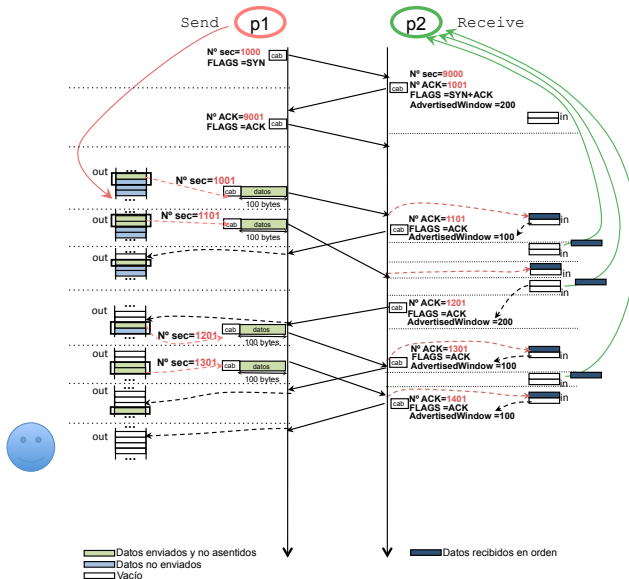 Send
p1
p2
Receive
Nº sec=1000
FLAGS =SYN
cab
Nº sec=9000
Nº ACK=1001
FLAGS =SYN+ACK
AdvertisedWindow =200
cab
in
Nº ACK=9001
FLAGS =ACK
cab
out
...
...
Nº sec=1001
cab
datos
100 bytes
out
...
Nº sec=1101
cab
datos
100 bytes
Nº ACK=1101
FLAGS =ACK
AdvertisedWindow=100
cab
in
in
out
...
in
in
Nº ACK=1201
FLAGS =ACK
AdvertisedWindow=200
cab
out
...
Nº sec=1201
cab
datos
100 bytes
Nº ACK=1301
FLAGS =ACK
AdvertisedWindow =100
cab
in
in
out
...
Nº sec=1301
cab
datos
100 bytes
out
...
Nº ACK=1401
FLAGS =ACK
AdvertisedWindow =100
cab
in
out
...
...
Datos enviados y no asentidos
Datos no enviados
Vacío
Datos recibidos en orden